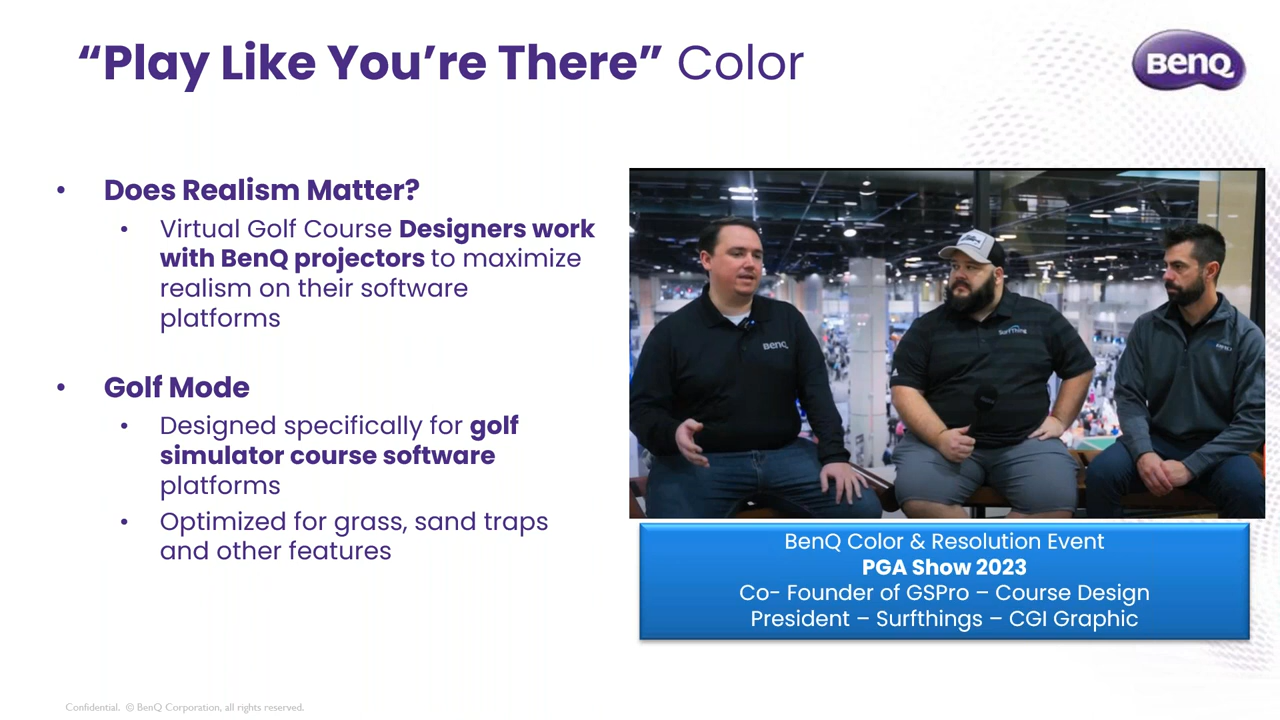 “Play Like You’re There” Color
BenQ
• Does Realism Matter?
• Virtual Golf Course Designers work
with BenQ projectors to maximize
realism on their software
platforms
• Golf Mode
• Designed specifically for golf
simulator course software
platforms
• Optimized for grass, sand traps
and other features
BenQ
SurfThing
BenQ Color & Resolution Event
PGA Show 2023
Co- Founder of GSPro – Course Design
President – Surfthings – CGI Graphic
Confidential. © BenQ Corporation, all rights reserved.